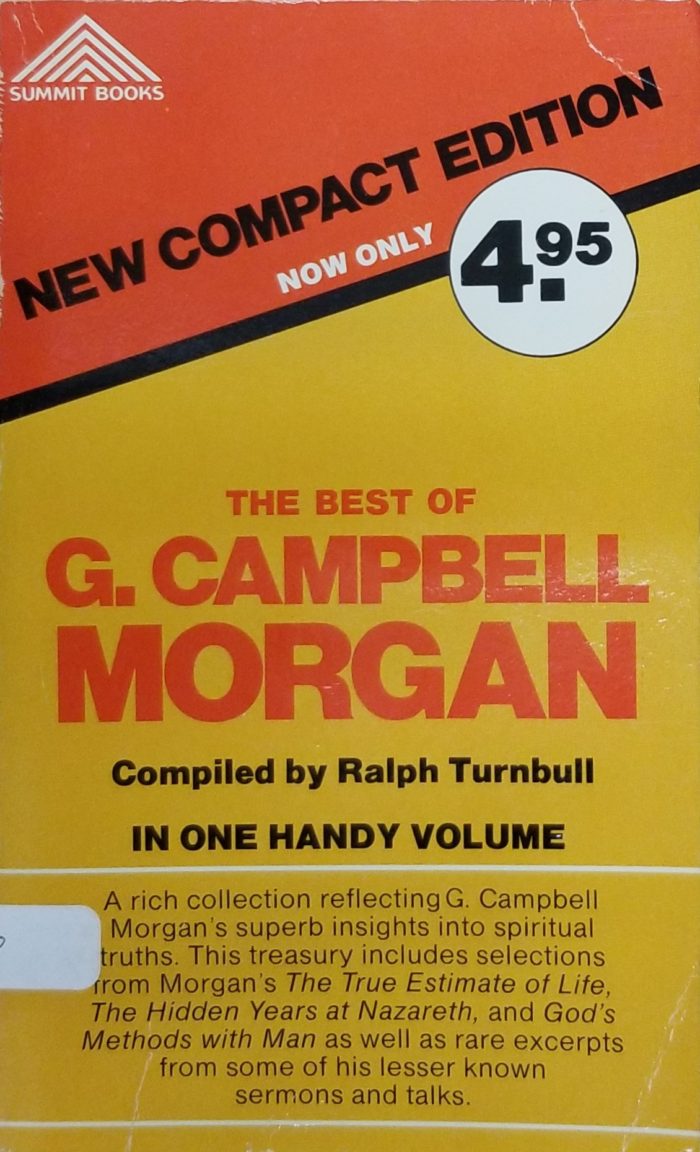 SUMMIT BOOKS
NEW COMPACT EDITION
NOW ONLY
4.95
THE BEST OF
G. CAMPBELL
MORGAN
Compiled by Ralph Turnbull
IN ONE HANDY VOLUME
A rich collection reflecting G. Campbell
Morgan's superb insights into spiritual
truths. This treasury includes selections
from Morgan's The True Estimate of Life,
The Hidden Years at Nazareth, and God's
Methods with Man as well as rare excerpts
from some of his lesser known
sermons and talks.